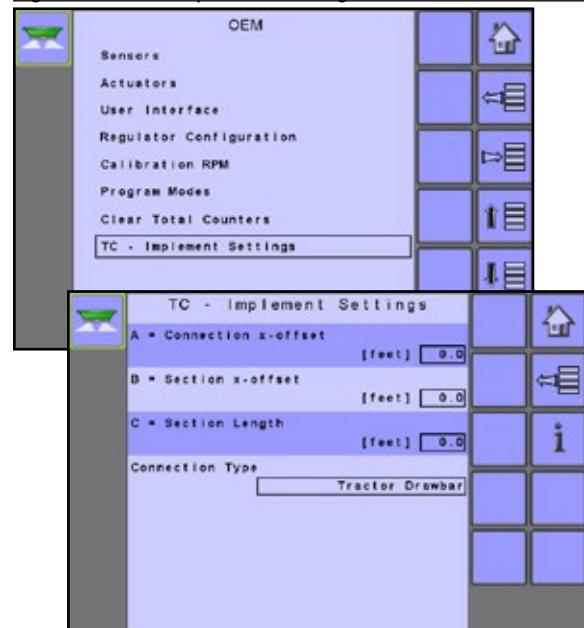 OEM
Sensors
Actuators
User Interface
Regulator Configuration
Calibration RPM
Program Modes
Clear Total Counters
TC - Implement Settings
TC - Implement Settings
A = Connection x-offset
[feet] 0.0
B = Section x-offset
[feet] 0.0
C = Section Length
[feet] 0.0
Connection Type
Tractor Drawbar
i